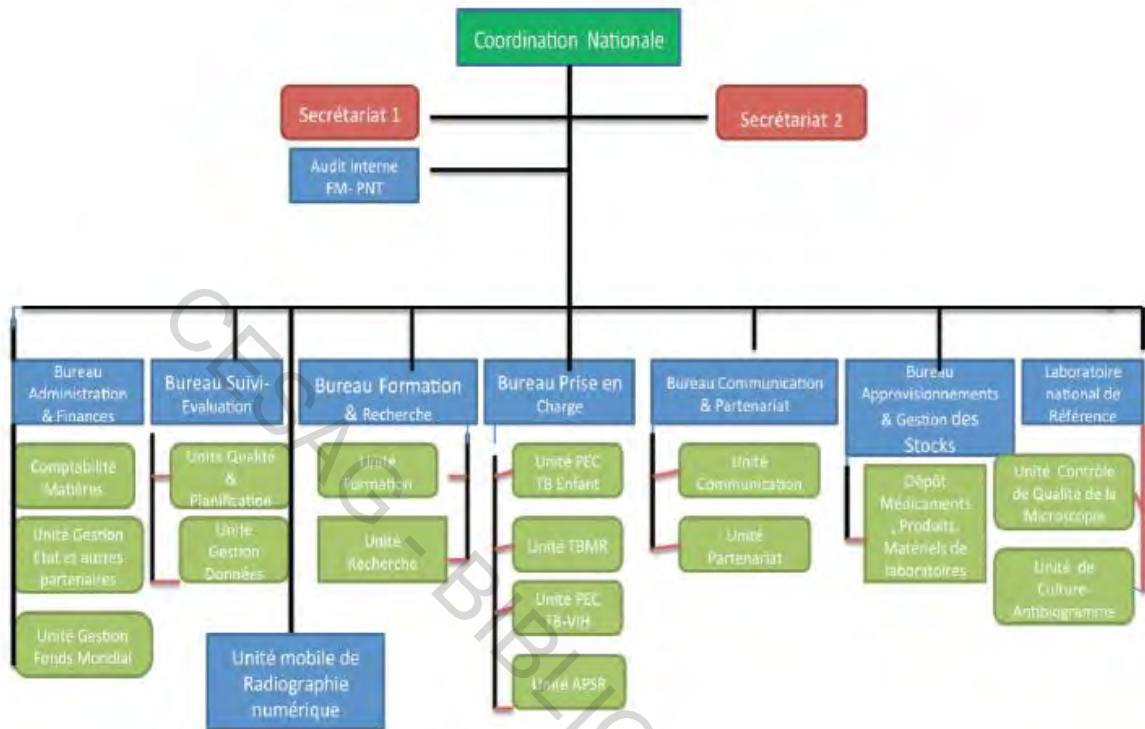 Coordination Nationale
Secrétariat 1
Secrétariat 2
Audit interne
FM- PNT
Bureau
Administration
& Finances
Bureau Suivi-
Evaluation
Bureau Formation
& Recherche
Bureau Prise en
Charge
Bureau Communication
& Partenariat
Bureau
Approvisionnements
& Gestion des
Stocks
Laboratoire
national de
Référence
Comptabilité
Matières
Unité Gestion
Etat et autres
partenaires
Unité Gestion
Fonds Mondial
Unite Qualité
&
Planification
Unite
Gestion
Données
Unité mobile de
Radiographie
numérique
Unité
Formation
Unité
Recherche
Unité PEC
TB Enfant
Unité TBMR
Unité PEC
TB-VIH
Unité APSR
Unité
Communication
Unité
Partenariat
Dépôt
Médicaments
, Produits,
Matériels de
laboratoires
Unité Contrôle
de Qualité de la
Microscopie
Unité de
Culture-
Antibiogramme
CESAG - BIBLIO